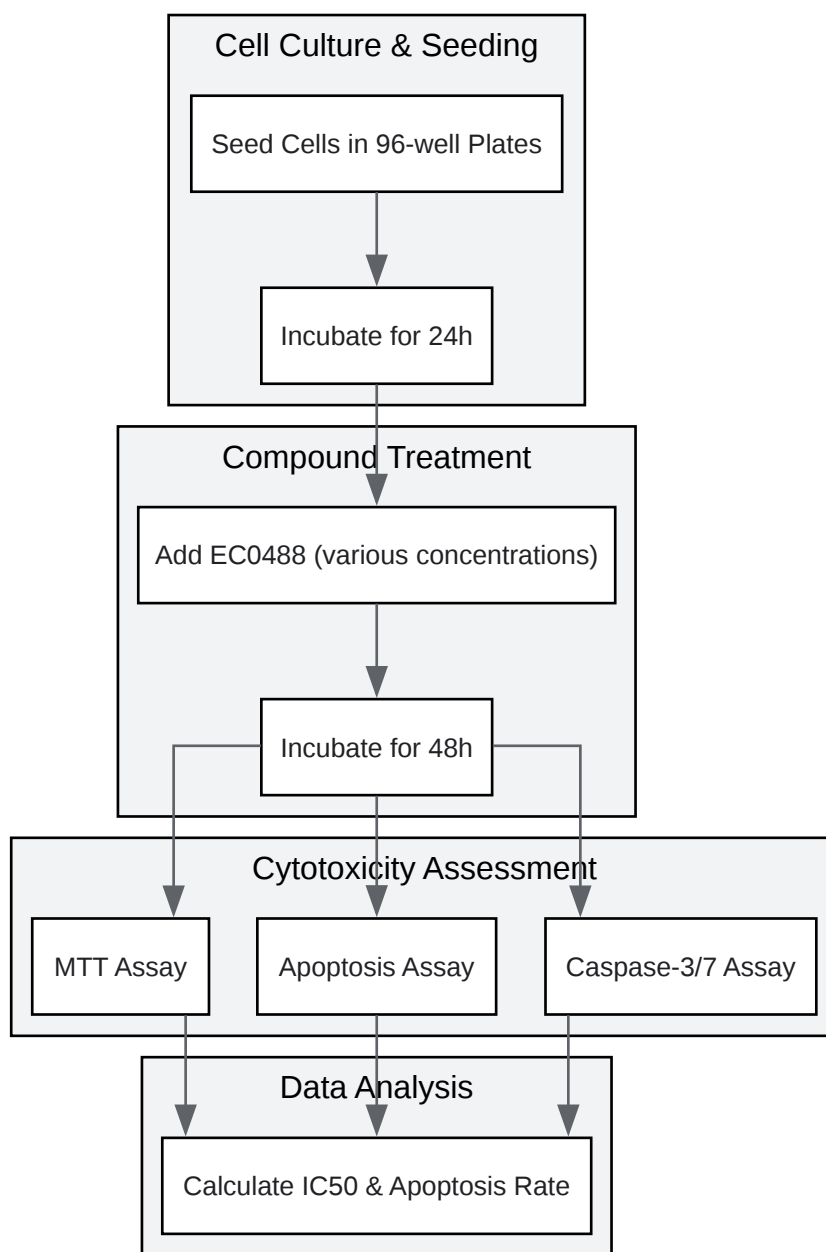 Cell Culture & Seeding
Seed Cells in 96-well Plates
Incubate for 24h
Compound Treatment
Add EC0488 (various concentrations)
Incubate for 48h
Cytotoxicity Assessment
MTT Assay
Apoptosis Assay
Caspase-3/7 Assay
Data Analysis
Calculate IC50 & Apoptosis Rate